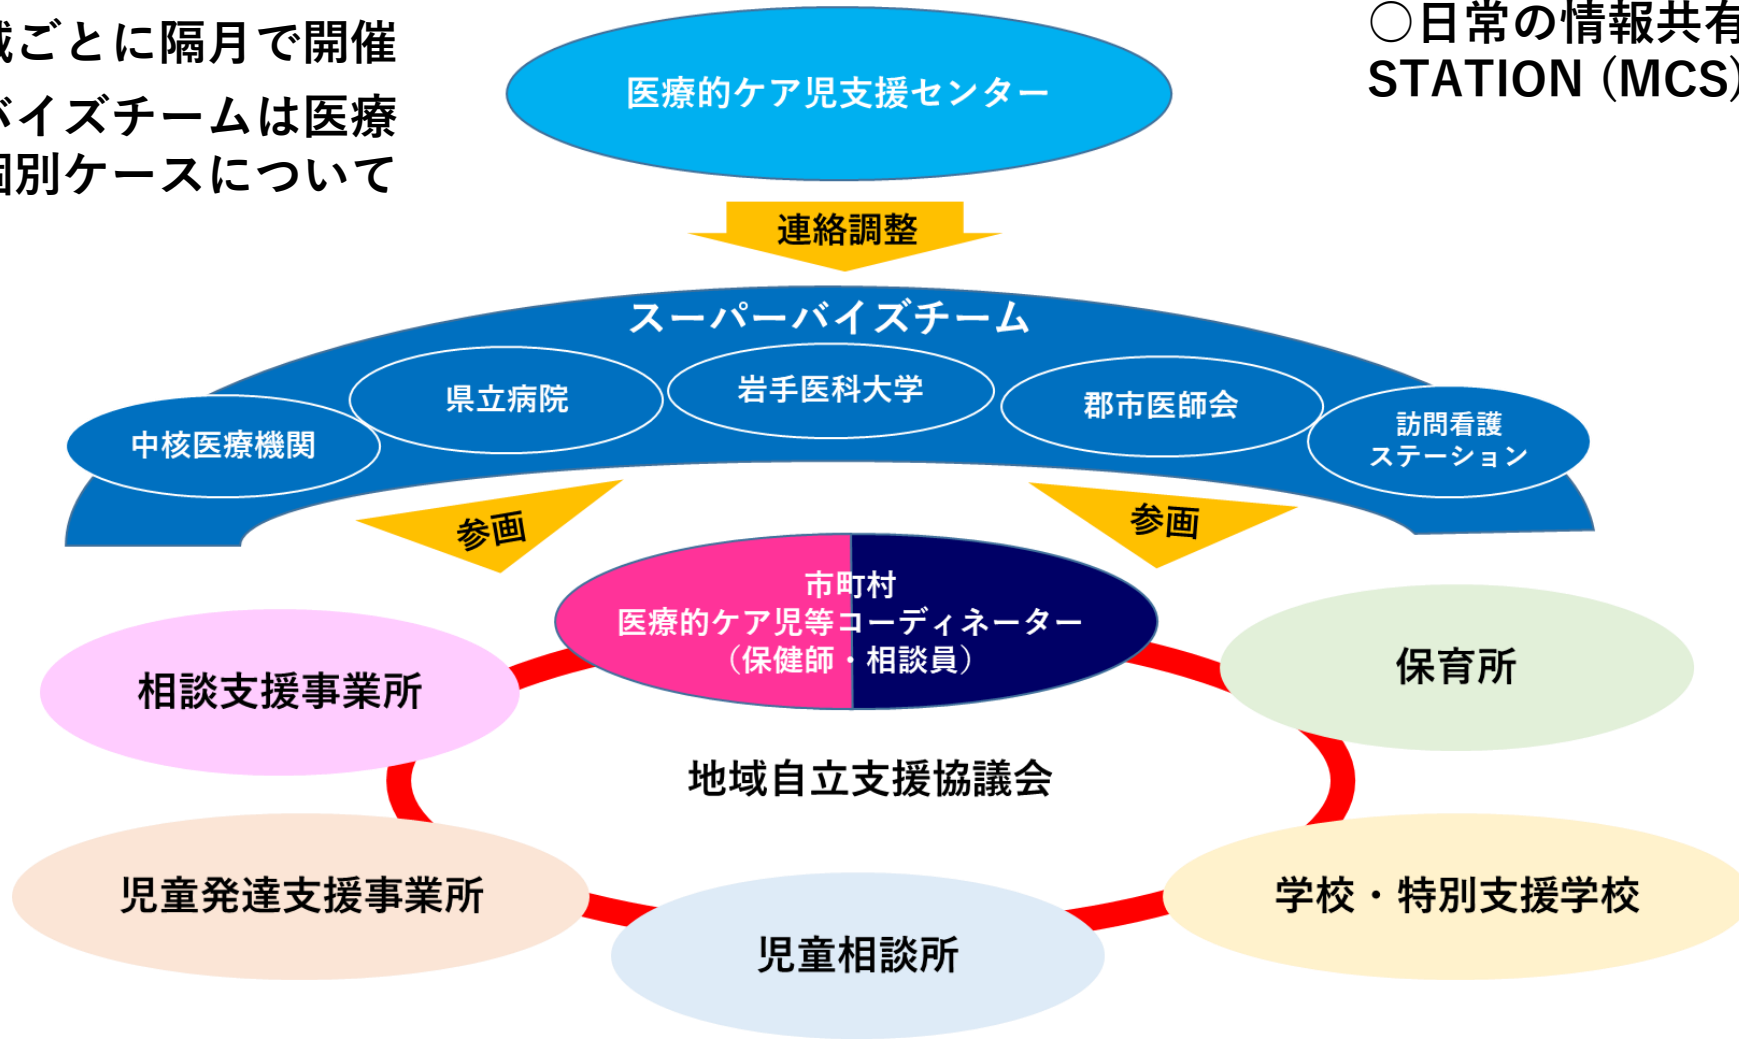 域ごとに隔月で開催
バイズチームは医療
個別ケースについて
○日常の情報共有
STATION (MCS)
医療的ケア児支援センター
連絡調整
スーパーバイズチーム
中核医療機関
県立病院
岩手医科大学
郡市医師会
訪問看護
ステーション
参画
参画
市町村
医療的ケア児等コーディネーター
（保健師・相談員）
相談支援事業所
保育所
地域自立支援協議会
児童発達支援事業所
学校・特別支援学校
児童相談所